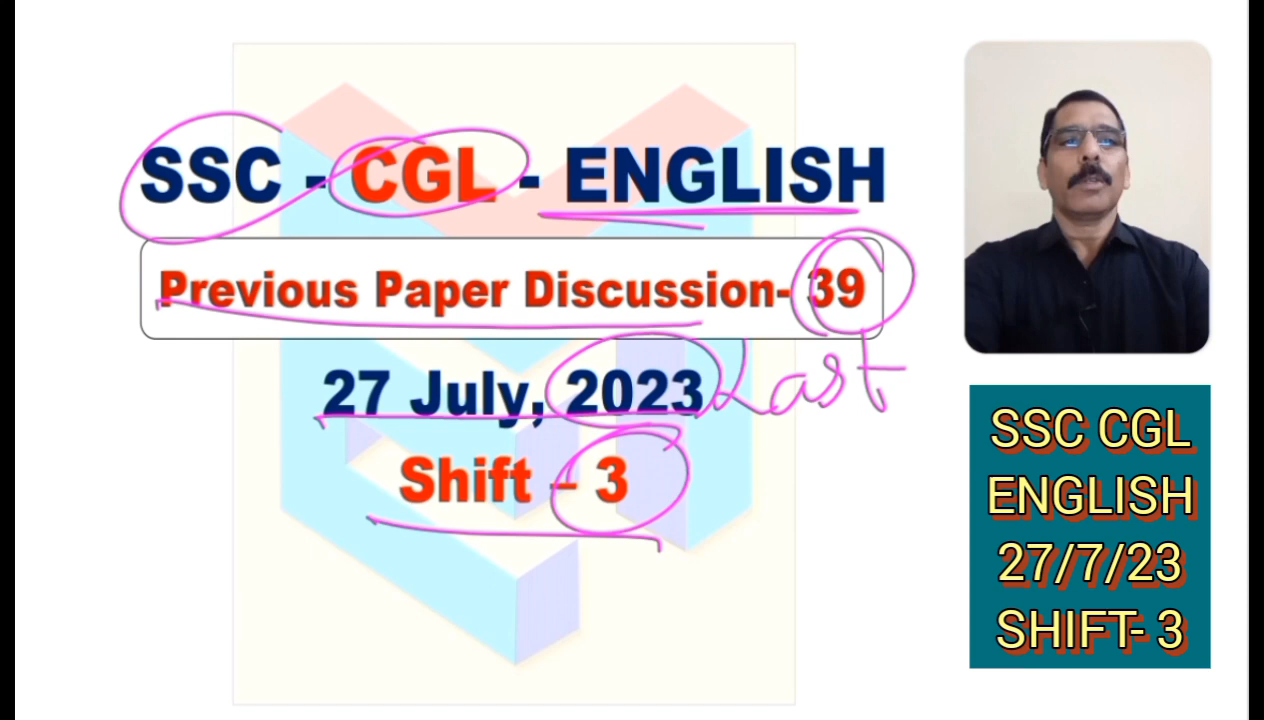 SSC - CGL - ENGLISH
Previous Paper Discussion- 39
27 July, 2023 Last
Shift - 3
SSC CGL
ENGLISH
27/7/23
SHIFT- 3